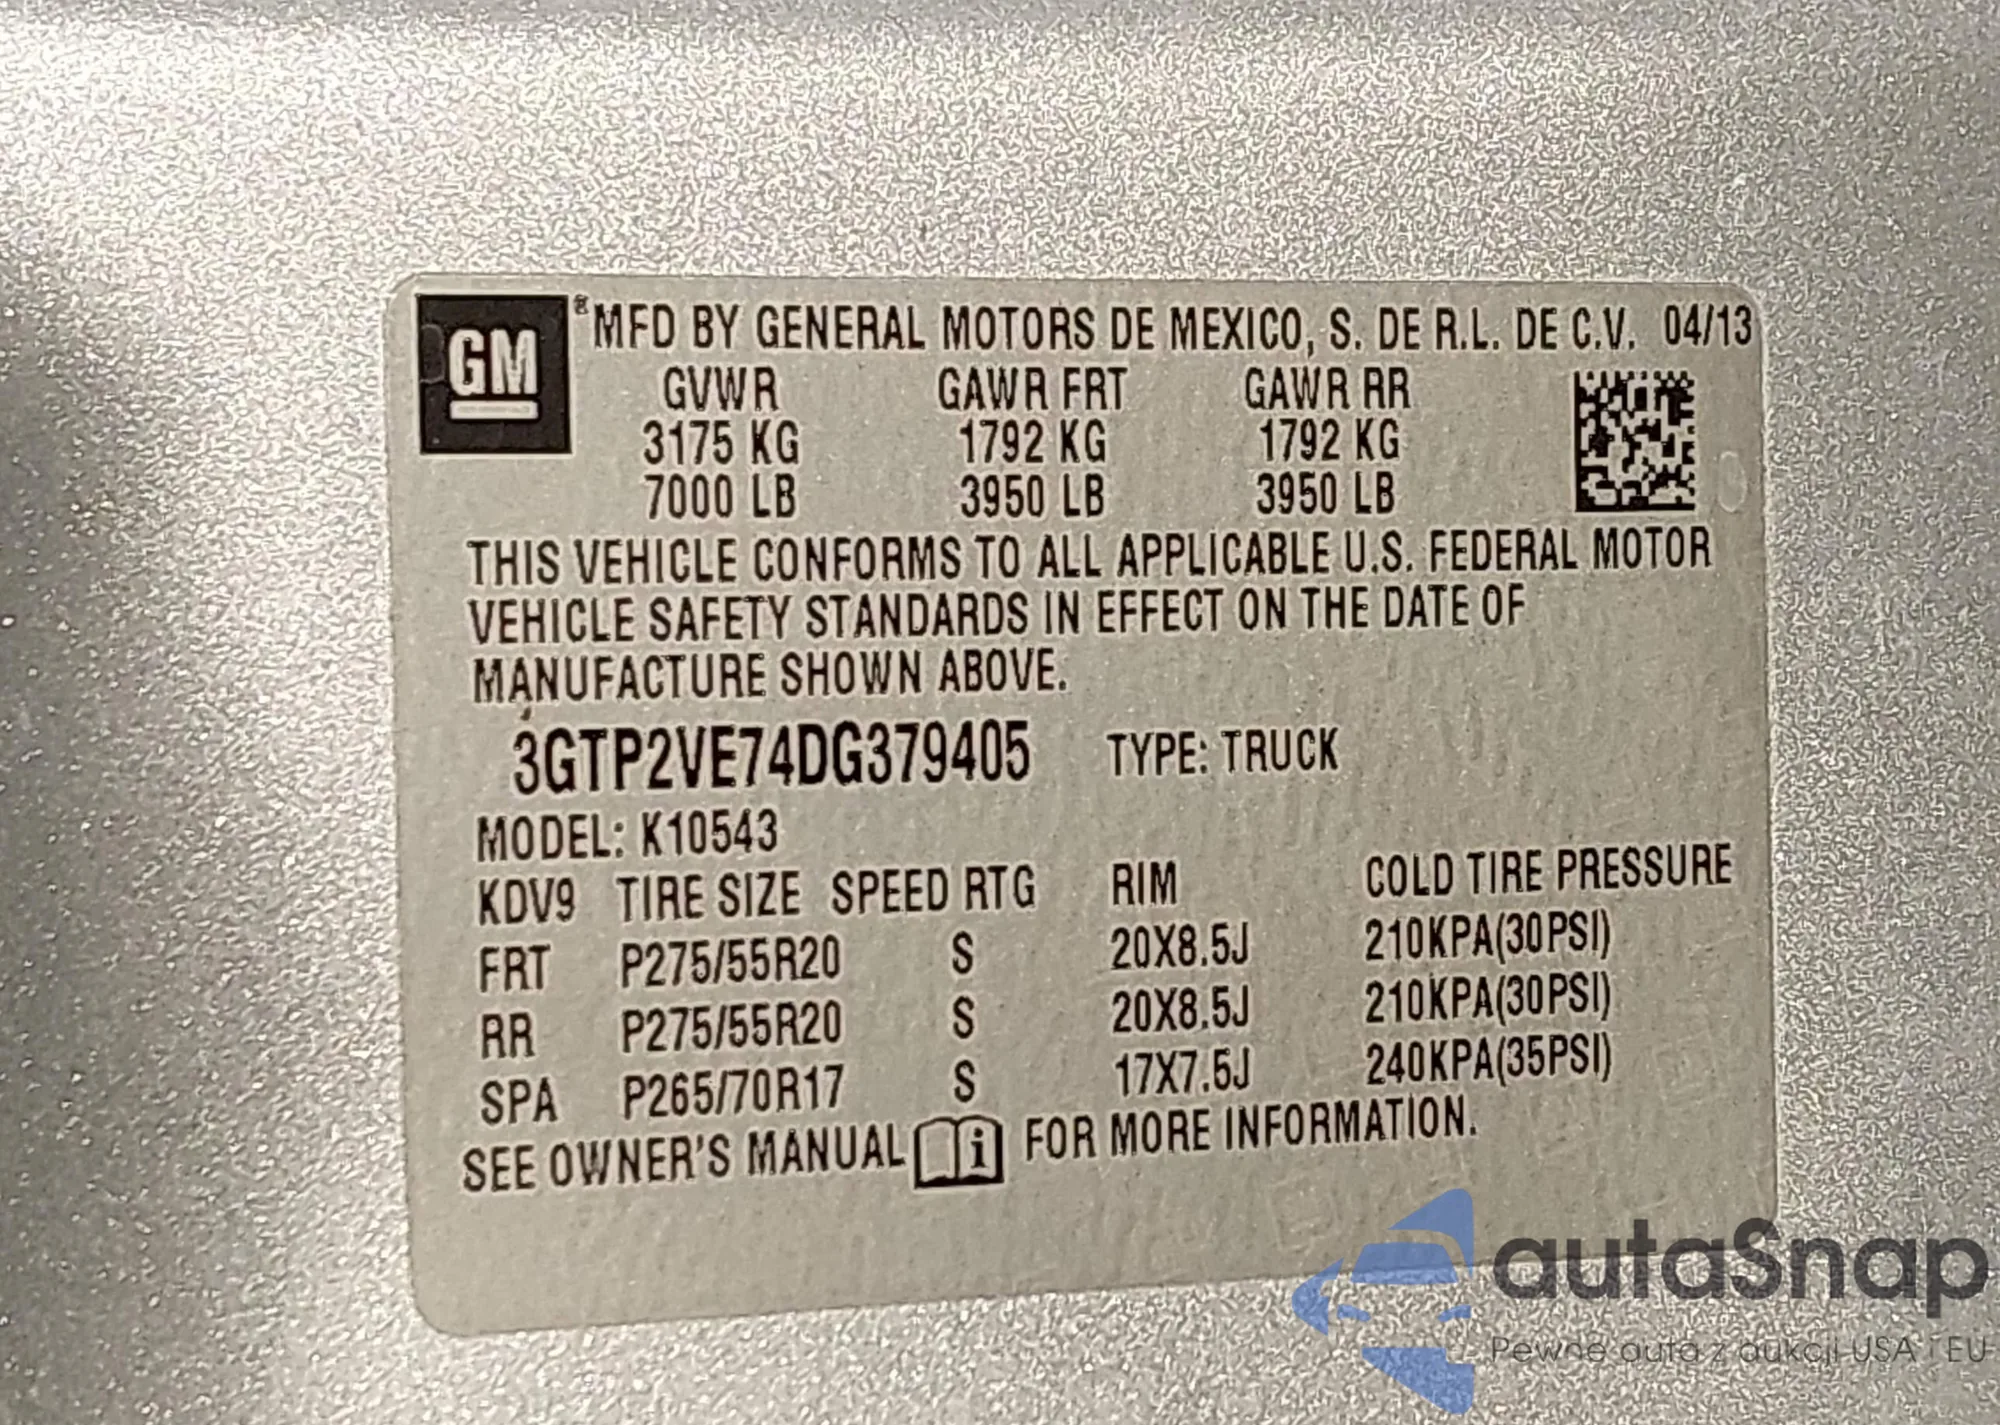 GM ® MFD BY GENERAL MOTORS DE MEXICO, S. DE R.L. DE C.V. 04/13
GVWR GAWR FRT GAWR RR
3175 KG 1792 KG 1792 KG
7000 LB 3950 LB 3950 LB
THIS VEHICLE CONFORMS TO ALL APPLICABLE U.S. FEDERAL MOTOR
VEHICLE SAFETY STANDARDS IN EFFECT ON THE DATE OF
MANUFACTURE SHOWN ABOVE.
3GTP2VE74DG379405 TYPE: TRUCK
MODEL: K10543
KDV9 TIRE SIZE SPEED RTG RIM COLD TIRE PRESSURE
FRT P275/55R20 S 20X8.5J 210KPA(30PSI)
RR P275/55R20 S 20X8.5J 210KPA(30PSI)
SPA P265/70R17 S 17X7.5J 240KPA(35PSI)
SEE OWNER'S MANUAL i FOR MORE INFORMATION.
autaSnap
Pewne auta z aukcji USA i EU